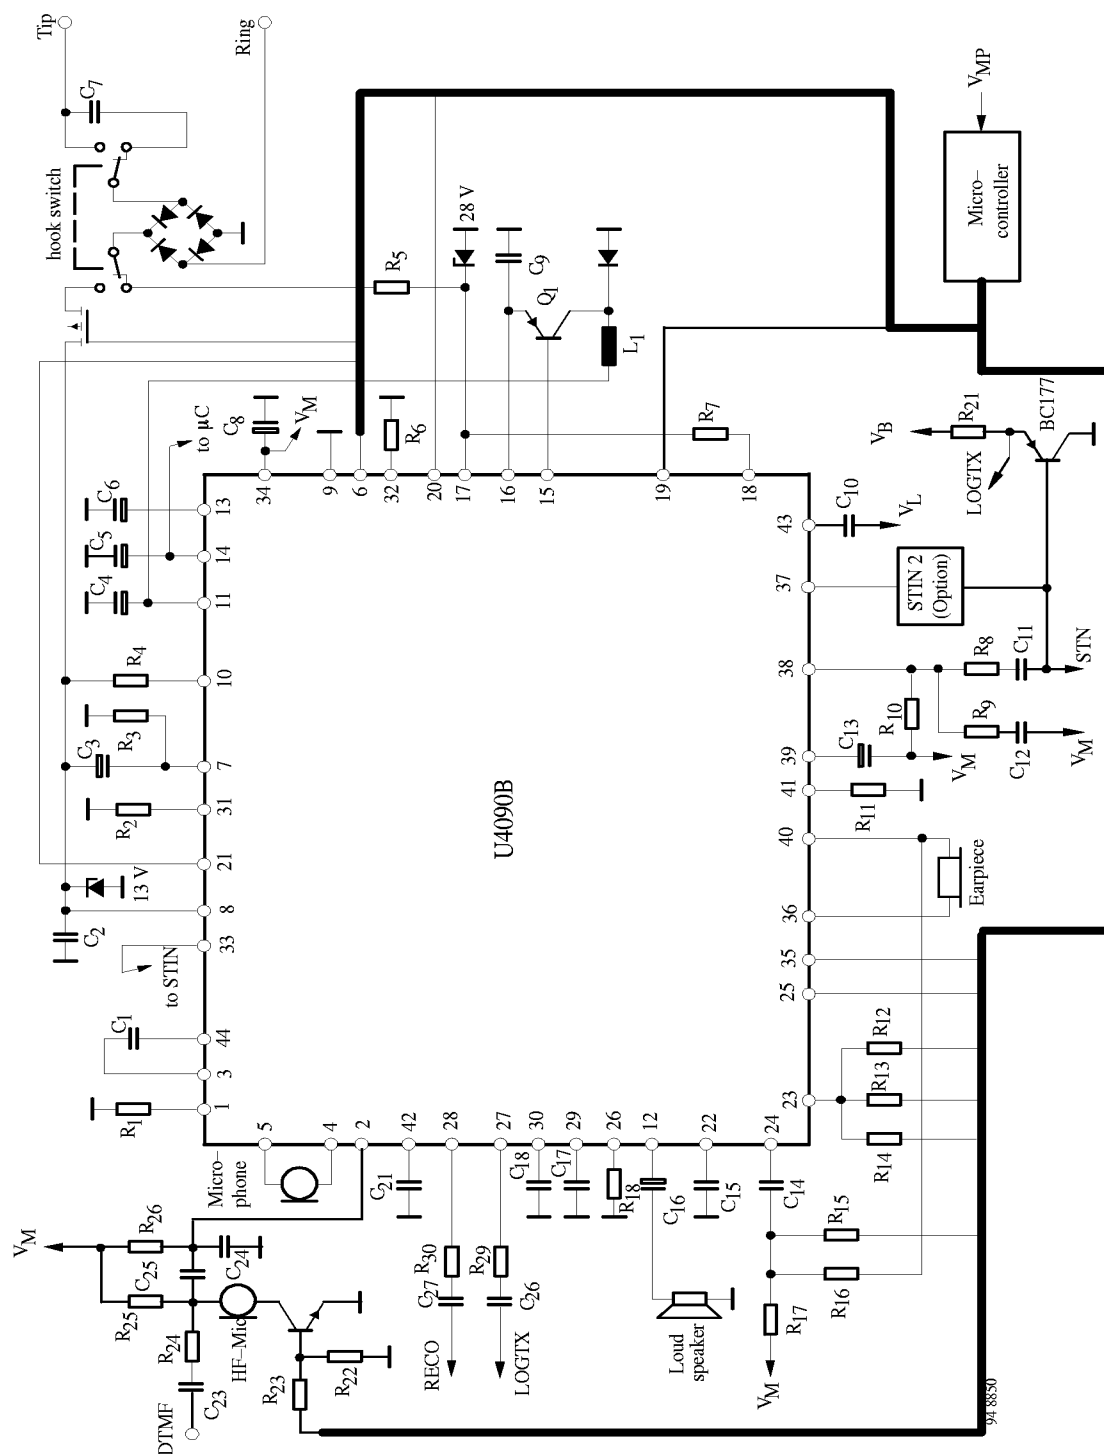 Tip
Ring
C7
hook switch
VMP
Micro–
controller
R5
28 V
C9
Q1
L1
to µC
C8
VM
R6
R7
VB
R21
BC177
LOGTX
C6
C5
C4
R4
R3
C3
R2
13 V
C2
to STIN
C1
R1
34
9
6
32
20
17
16
15
19
18
13
14
11
10
7
31
21
8
33
44
3
1
U4090B
43
37
38
39
41
40
36
35
25
23
C10
VL
STIN 2
(Option)
R8
C11
STN
R9
C12
VM
R10
C13
VM
R11
Earpiece
R12
R13
R14
5
4
2
42
28
27
30
29
26
12
22
24
Micro–
phone
VM
R26
C24
C25
R25
R24
HF–Mic
C23
DTMF
R23
R22
C21
R30
C27
RECO
R29
C26
LOGTX
C18
C17
R18
C16
C15
C14
Loud
speaker
R15
R16
R17
VM
94 8850